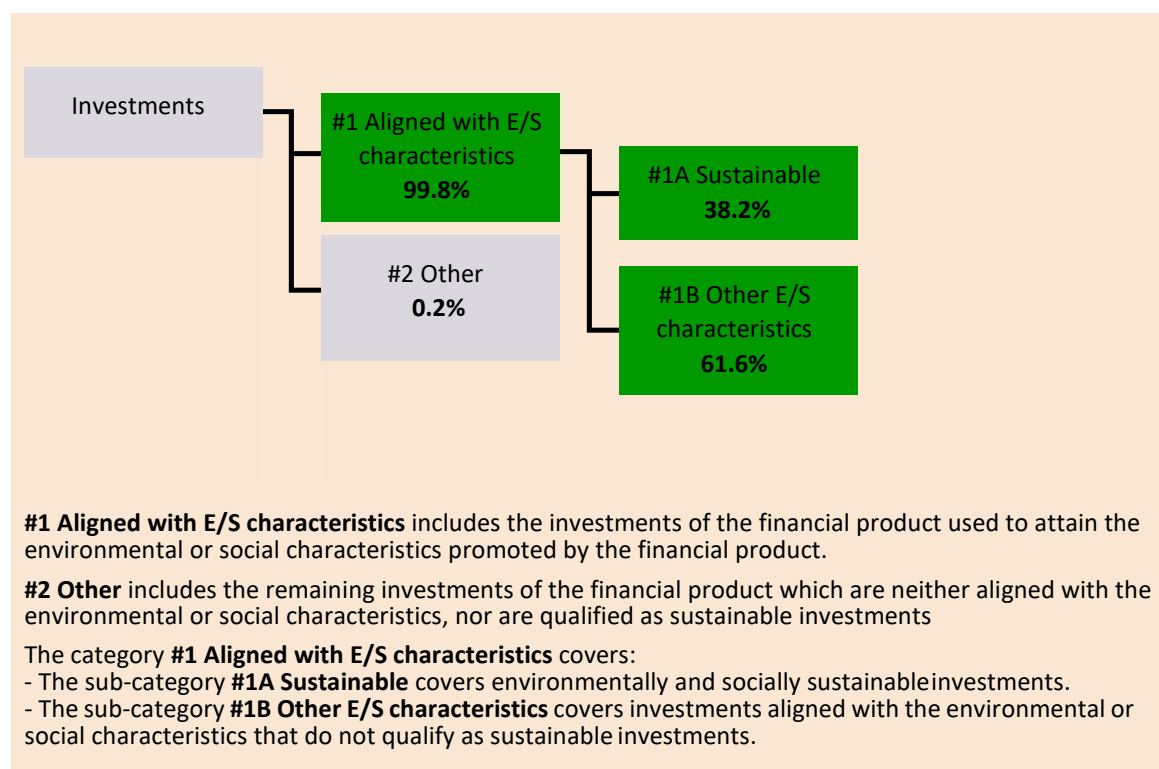 Investments
#1 Aligned with E/S
characteristics
99.8%
#1A Sustainable
38.2%
#2 Other
0.2%
#1B Other E/S
characteristics
61.6%
#1 Aligned with E/S characteristics includes the investments of the financial product used to attain the
environmental or social characteristics promoted by the financial product.
#2 Other includes the remaining investments of the financial product which are neither aligned with the
environmental or social characteristics, nor are qualified as sustainable investments
The category #1 Aligned with E/S characteristics covers:
- The sub-category #1A Sustainable covers environmentally and socially sustainable investments.
- The sub-category #1B Other E/S characteristics covers investments aligned with the environmental or
social characteristics that do not qualify as sustainable investments.